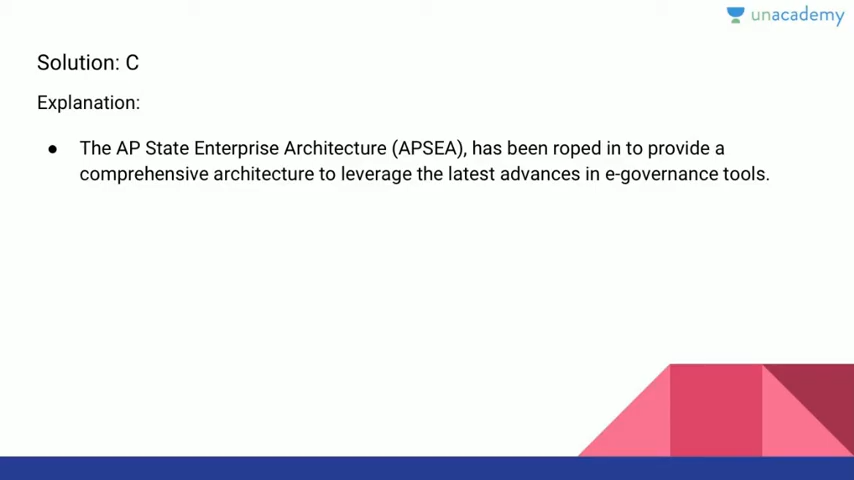 unacademy
Solution: C
Explanation:
● The AP State Enterprise Architecture (APSEA), has been roped in to provide a
comprehensive architecture to leverage the latest advances in e-governance tools.